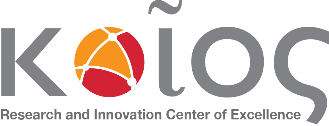 κοῖος
Research and Innovation Center of Excellence